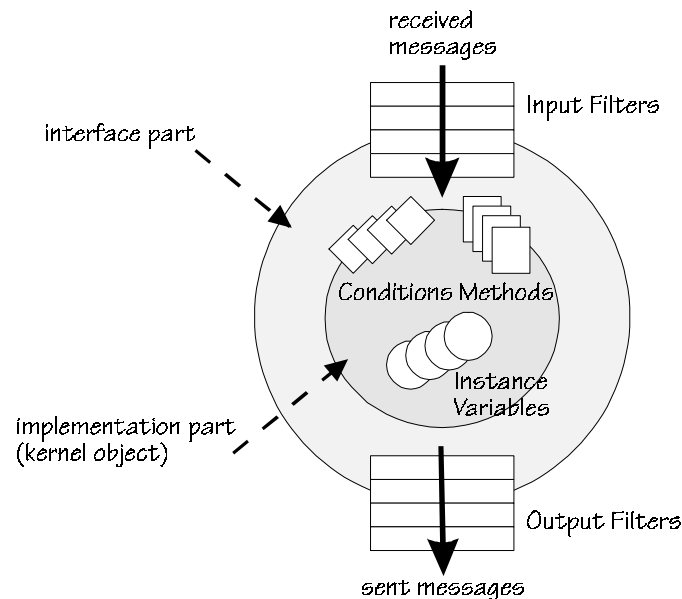 received
messages
Input Filters
interface part
Conditions Methods
Instance
Variables
implementation part
(kernel object)
Output Filters
sent messages